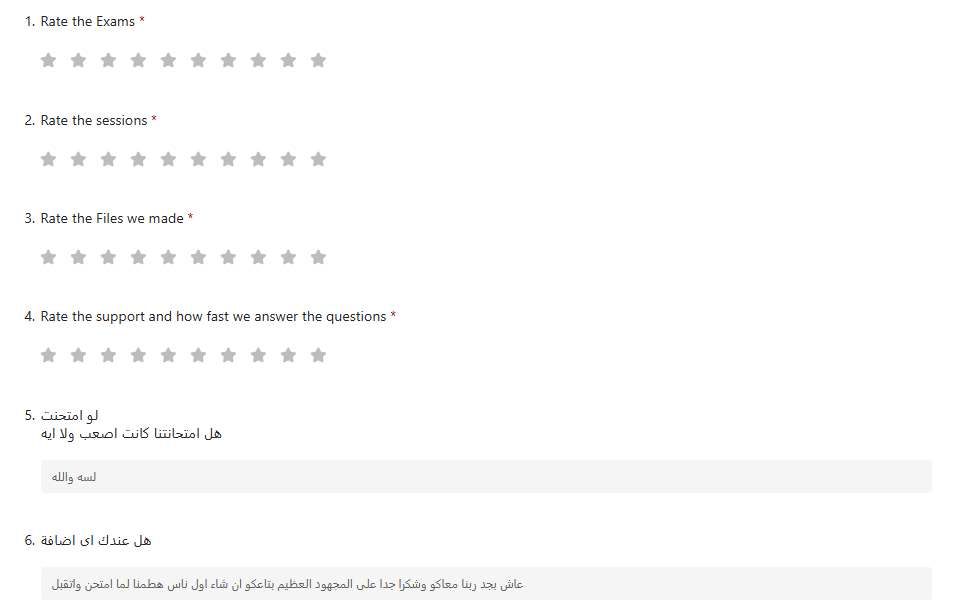 1. Rate the Exams *
2. Rate the sessions *
3. Rate the Files we made *
4. Rate the support and how fast we answer the questions *
5. لو امتحنت
هل امتحانتنا كانت اصعب ولا ايه
لسه والله
6. هل عندك اى اضافة
عاش بجد ربنا معاكو وشكرا جدا على المجهود العظيم بتاعكو ان شاء اول ناس هطمنا لما امتحن واتقبل